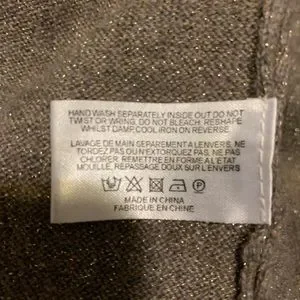 HAND WASH SEPARATELY INSIDE OUT DO NOT
TWIST OR WRING. DO NOT BLEACH. RESHAPE
WHILST DAMP,COOL IRON ON REVERSE.
LAVAGE DE MAIN DEPARTEMENT A LENVERS, NE
TORDEZ PAS OU N'EXTORQUEZ PAS, NE PAS
CHLORER, REMETTRE EN FORME A L'ETAT
MOUILLE, REPASSAGE DOUX SUR L'ENVERS
MADE IN CHINA
FABRIQUE EN CHINE